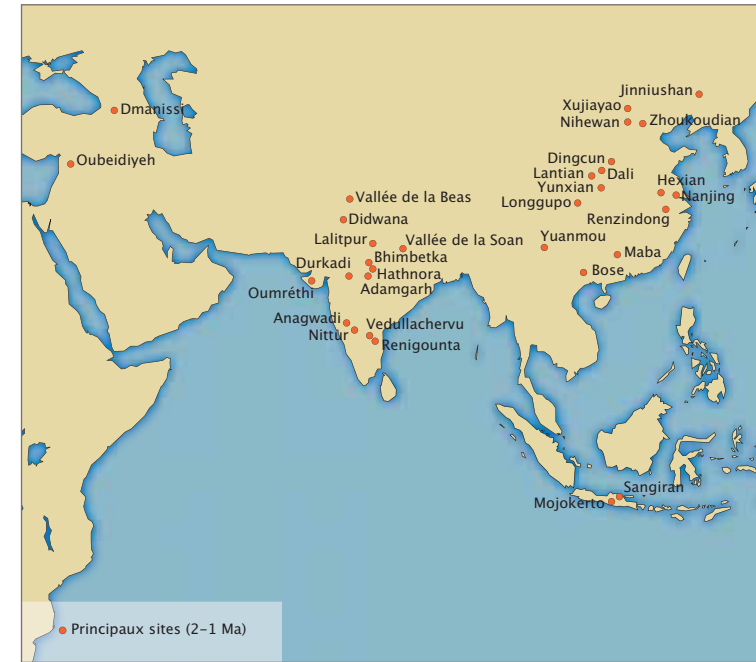 Jinniushan
Xujiayao
Nihewan
Zhoukoudian
Dmanissi
Oubeidiyeh
Dingcun
Lantian
Dali
Yunxian
Hexian
Nanjing
Longgupo
Renzindong
Vallée de la Beas
Didwana
Lalitpur
Vallée de la Soan
Yuanmou
Maba
Durkadi
Bhimbetka
Hathnora
Bose
Oumréthi
Adamgarh
Anagwadi
Vedullachervu
Nittur
Renigounta
Sangiran
Mojokerto
Principaux sites (2-1 Ma)